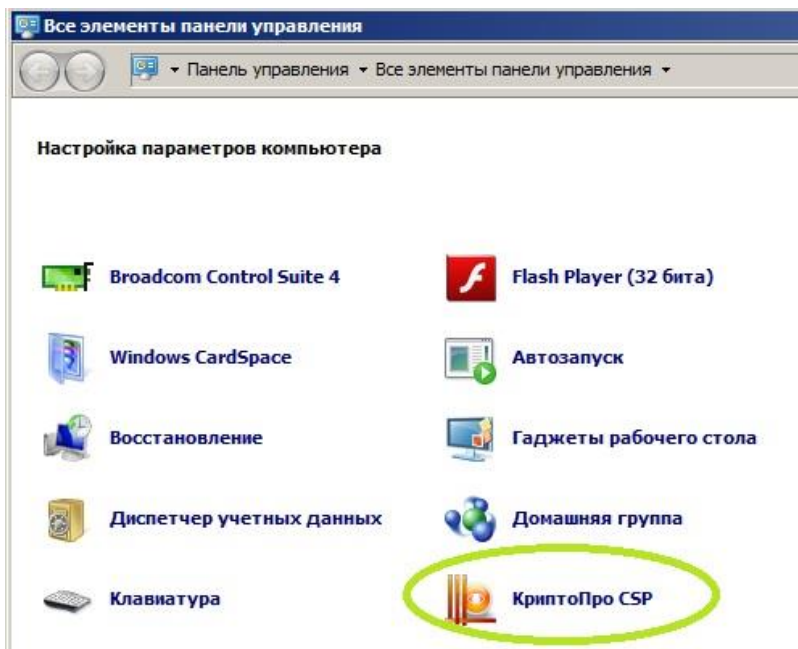 Все элементы панели управления
Панель управления Все элементы панели управления
Настройка параметров компьютера
Broadcom Control Suite 4
Flash Player (32 бита)
Windows CardSpace
Автозапуск
Восстановление
Гаджеты рабочего стола
Диспетчер учетных данных
Домашняя группа
Клавиатура
КриптоПро CSP